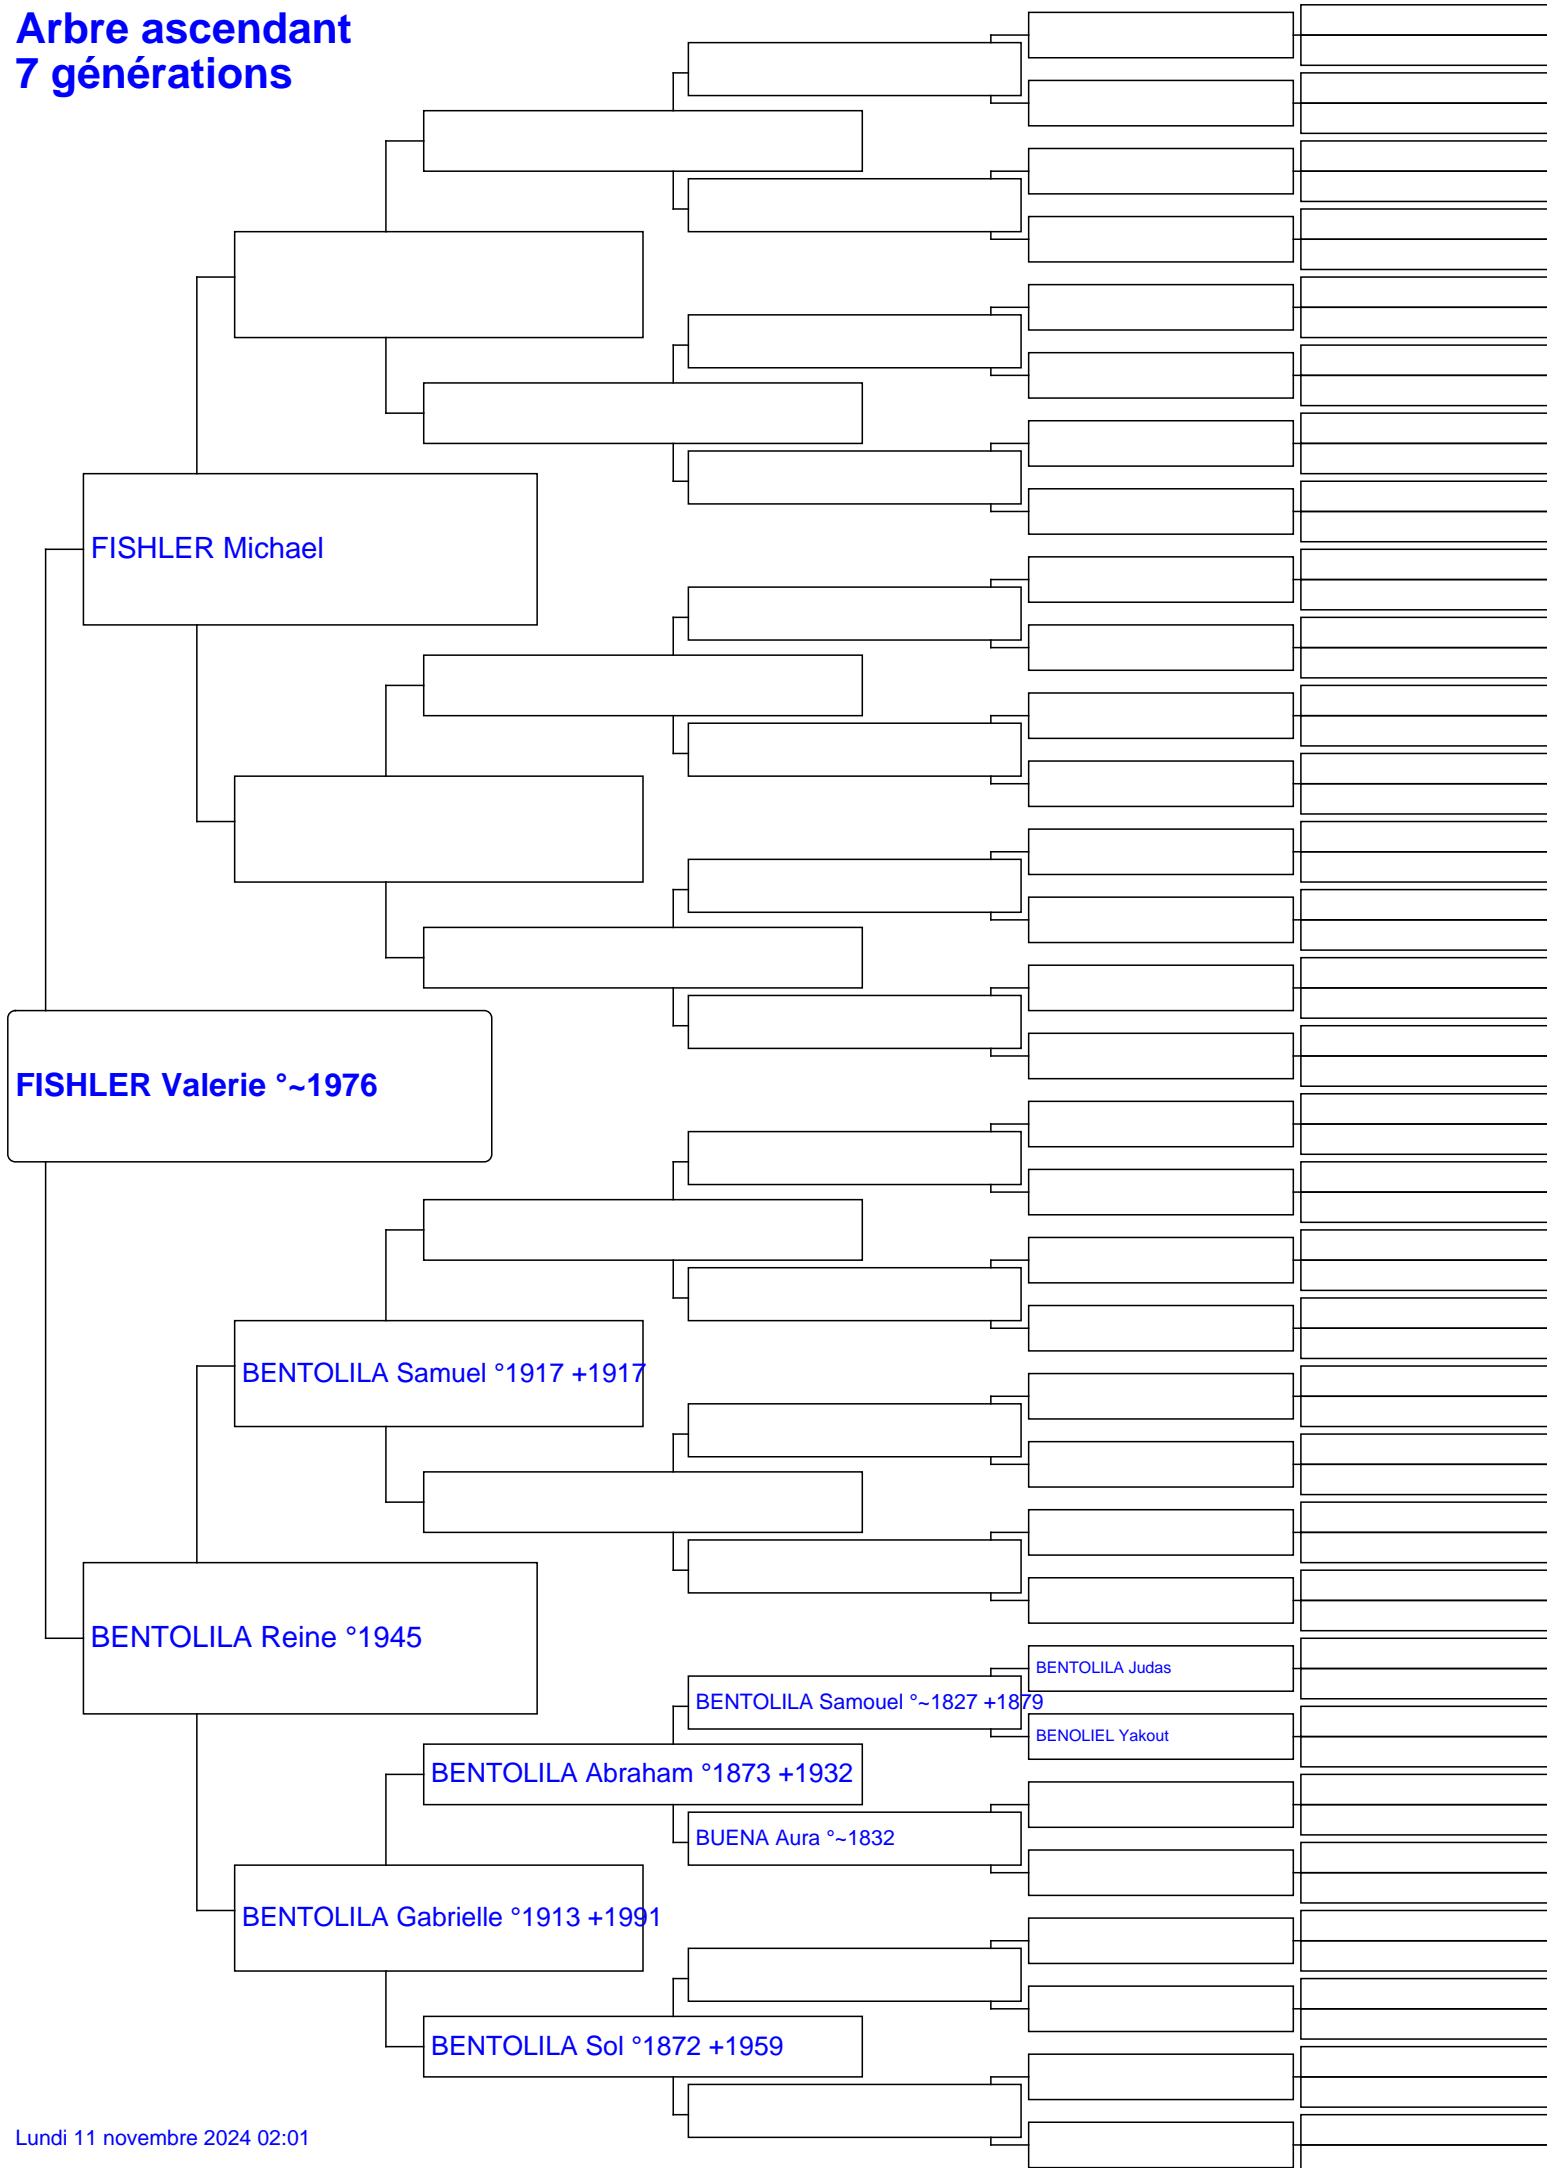 Arbre ascendant
7 générations
FISHLER Michael
FISHLER Valerie °~1976
BENTOLILA Samuel °1917 +1917
BENTOLILA Reine °1945
BENTOLILA Judas
BENTOLILA Samouel °~1827 +1879
BENOLIEL Yakout
BENTOLILA Abraham °1873 +1932
BUENA Aura °~1832
BENTOLILA Gabrielle °1913 +1991
BENTOLILA Sol °1872 +1959
Lundi 11 novembre 2024 02:01